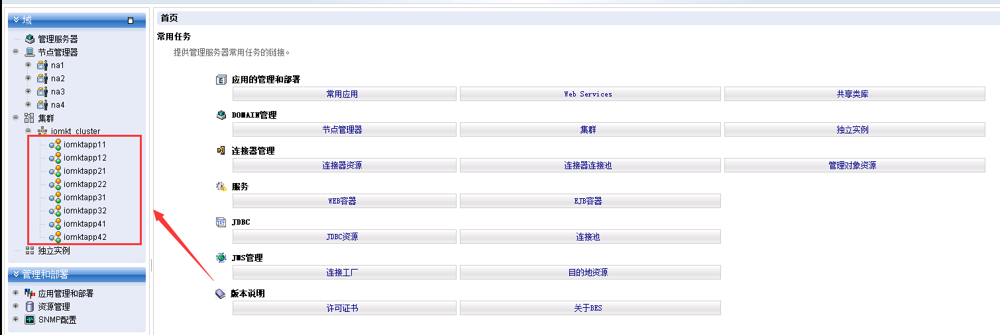 域
管理服务器
节点管理器
na1
na2
na3
na4
集群
iomkt_cluster
iomktapp11
iomktapp12
iomktapp21
iomktapp22
iomktapp31
iomktapp32
iomktapp41
iomktapp42
独立实例
管理和部署
应用管理和部署
资源管理
SNMP配置
首页
常用任务
提供管理服务器常用任务的链接。
应用的管理和部署
常用应用 Web Services 共享类库
DOMAIN管理
节点管理器 集群 独立实例
连接器管理
连接器资源 连接器连接池 管理对象资源
服务
WEB容器 EJB容器
JDBC
JDBC资源 连接池
JMS管理
连接工厂 目的地资源
版本说明
许可证书 关于BES